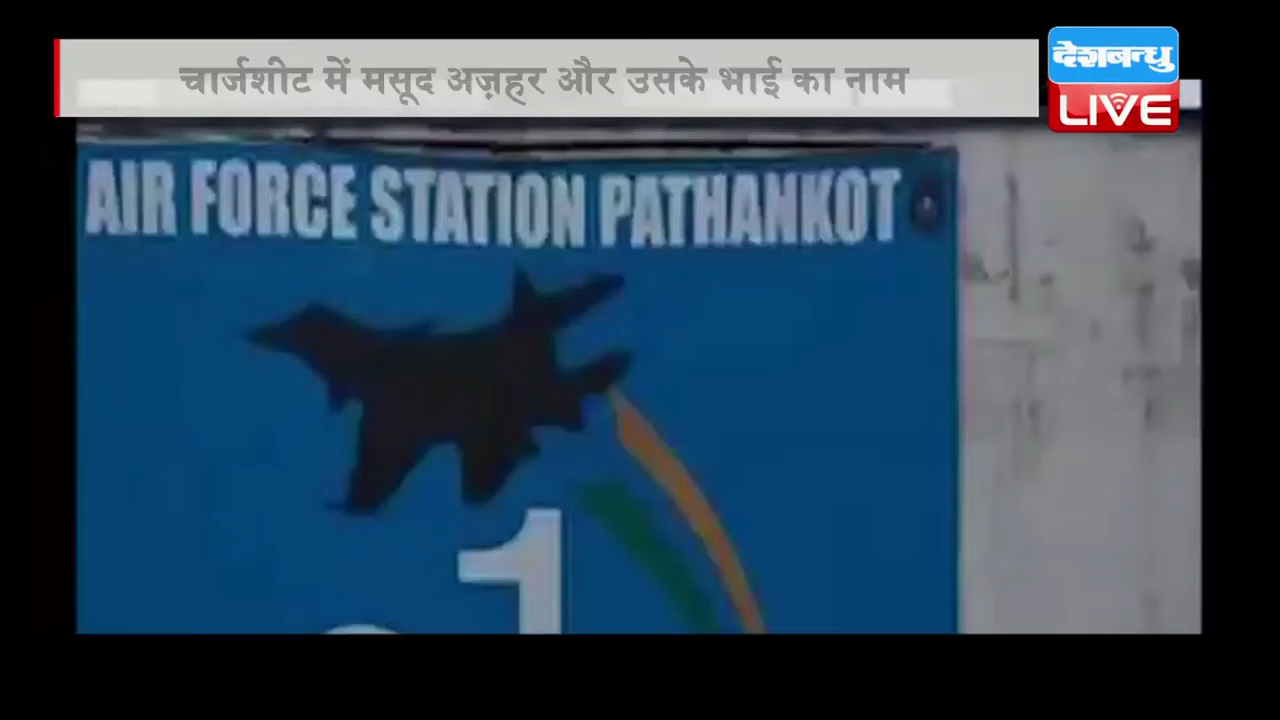 चार्जशीट में मसूद अज़हर और उसके भाई का नाम
देशबन्धु
LIVE
AIR FORCE STATION PATHANKOT
1